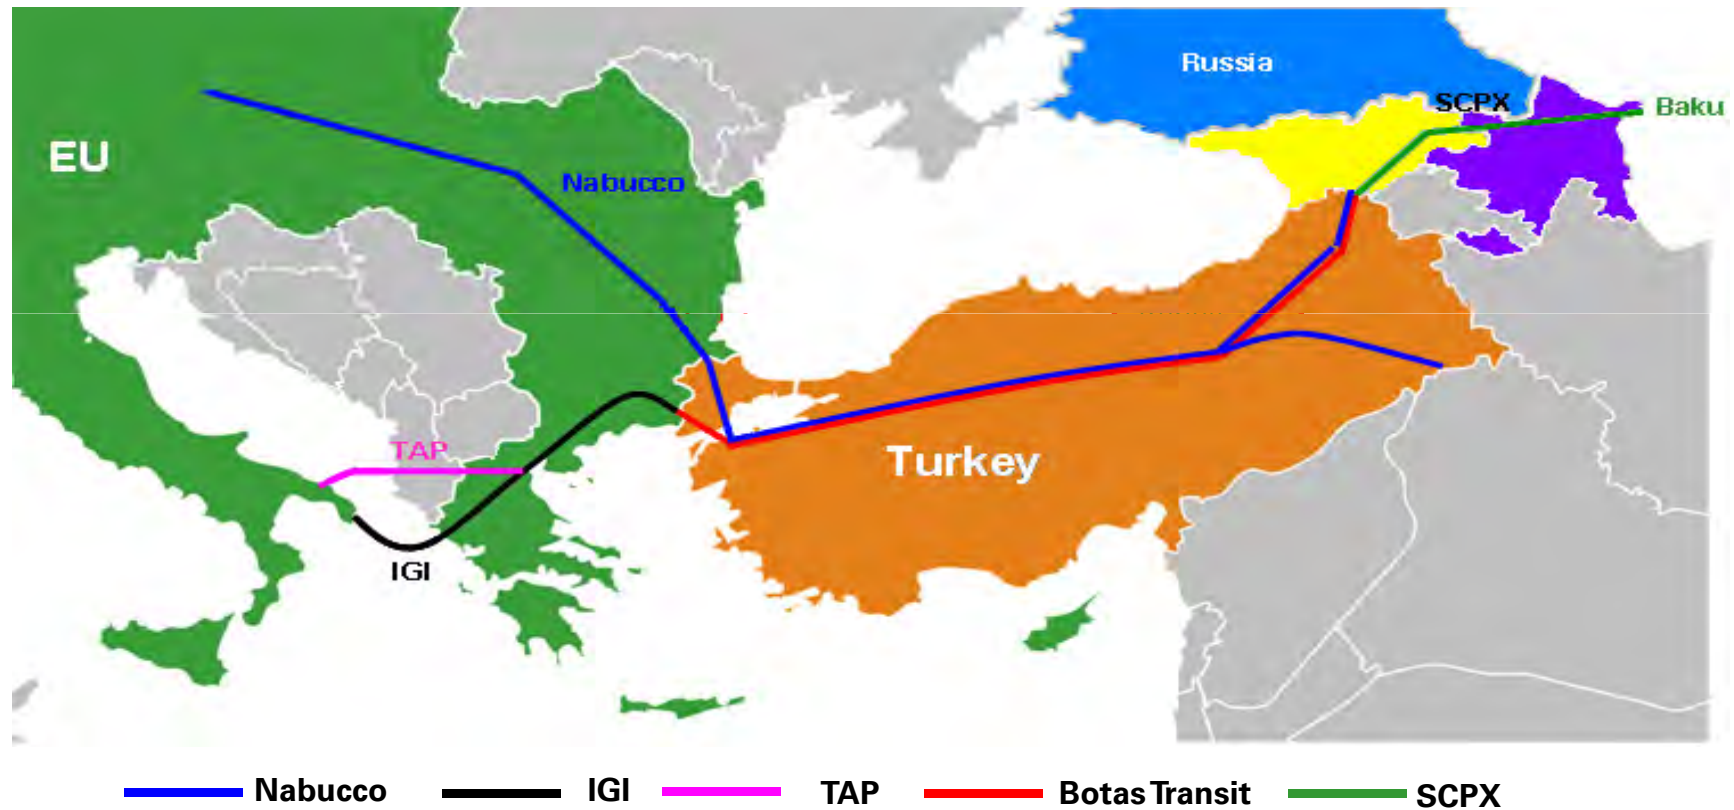 Russia
SCPX
Baku
EU
Nabucco
TAP
Turkey
IGI
Nabucco
IGI
TAP
Botas Transit
SCPX